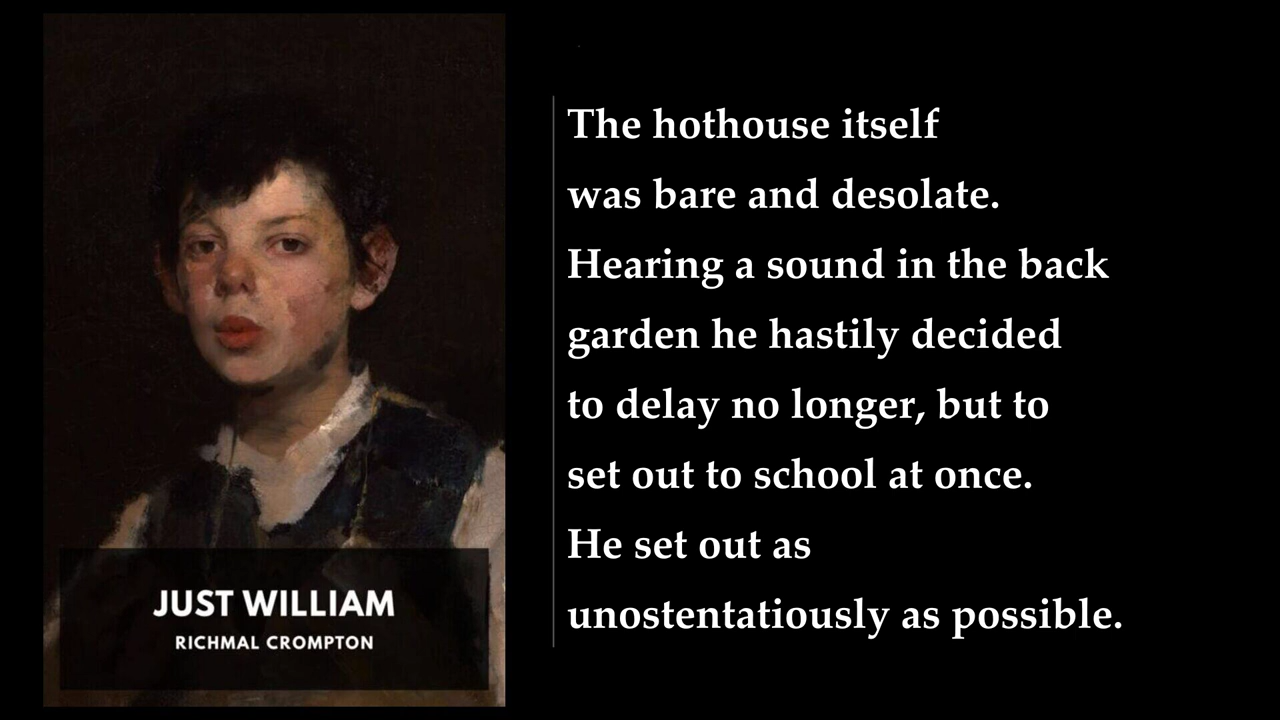 JUST WILLIAM
RICHMAL CROMPTON
The hothouse itself
was bare and desolate.
Hearing a sound in the back
garden he hastily decided
to delay no longer, but to
set out to school at once.
He set out as
unostentatiously as possible.